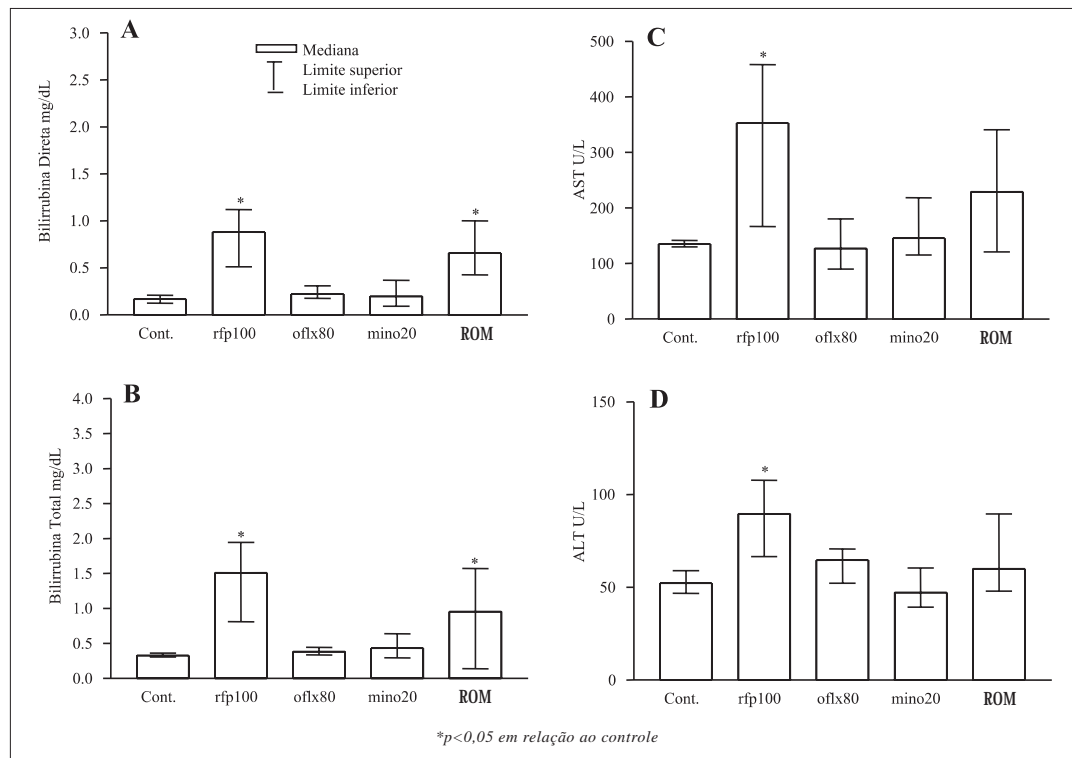 A
Mediana
Limite superior
Limite inferior
Bilirrubina Direta mg/dL
3.0
2.5
2.0
1.5
1.0
0.5
0.0
*
*
Cont.
rfp100
oflx80
mino20
ROM
C
AST U/L
500
400
300
200
100
0
*
Cont.
rfp100
oflx80
mino20
ROM
B
Bilirrubina Total mg/dL
4.0
3.5
3.0
2.5
2.0
1.5
1.0
0.5
0.0
*
*
Cont.
rfp100
oflx80
mino20
ROM
D
ALT U/L
150
100
50
0
*
Cont.
rfp100
oflx80
mino20
ROM
*p<0,05 em relação ao controle